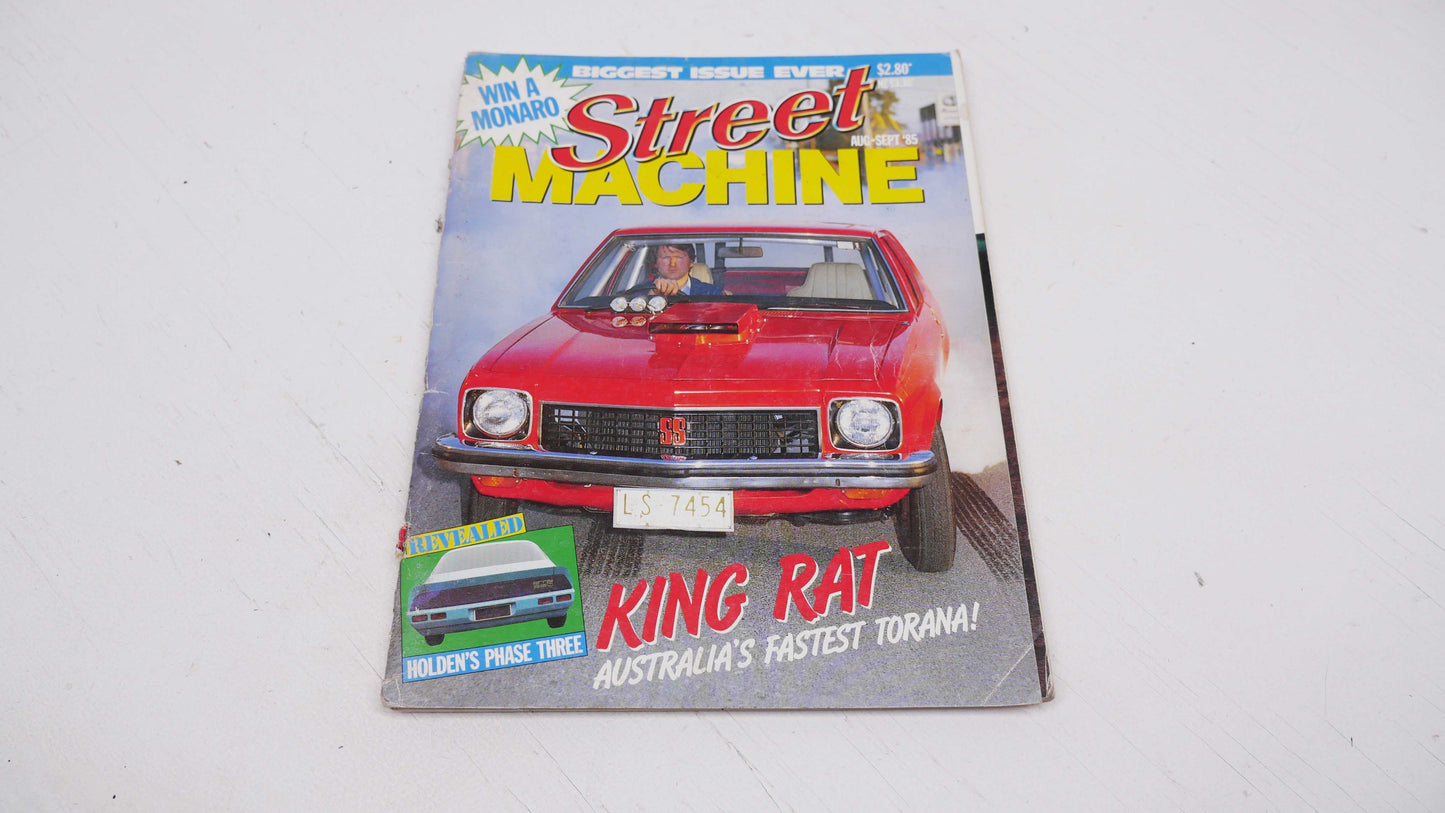 BIGGEST ISSUE EVER
$2.80*
WIN A
MONARO
Street
AUG-SEPT '85
MACHINE
SS
LS·7454
REVEALED
HOLDEN'S PHASE THREE
KING RAT
AUSTRALIA'S FASTEST TORANA!